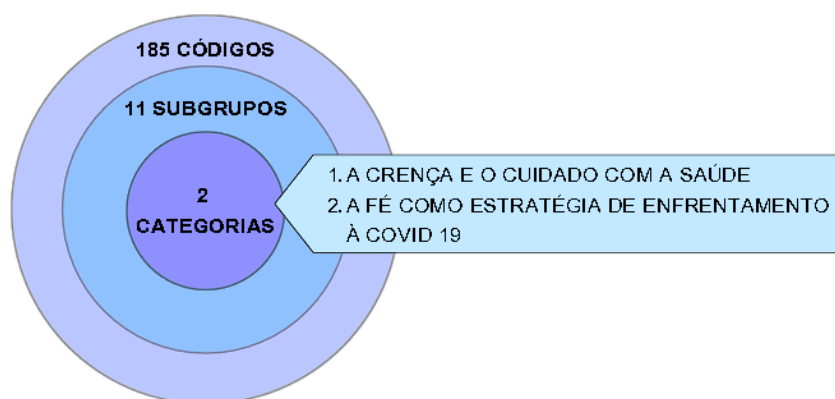 185 CÓDIGOS
11 SUBGRUPOS
2
CATEGORIAS
1. A CRENÇA E O CUIDADO COM A SAÚDE
2. A FÉ COMO ESTRATÉGIA DE ENFRENTAMENTO
À COVID 19